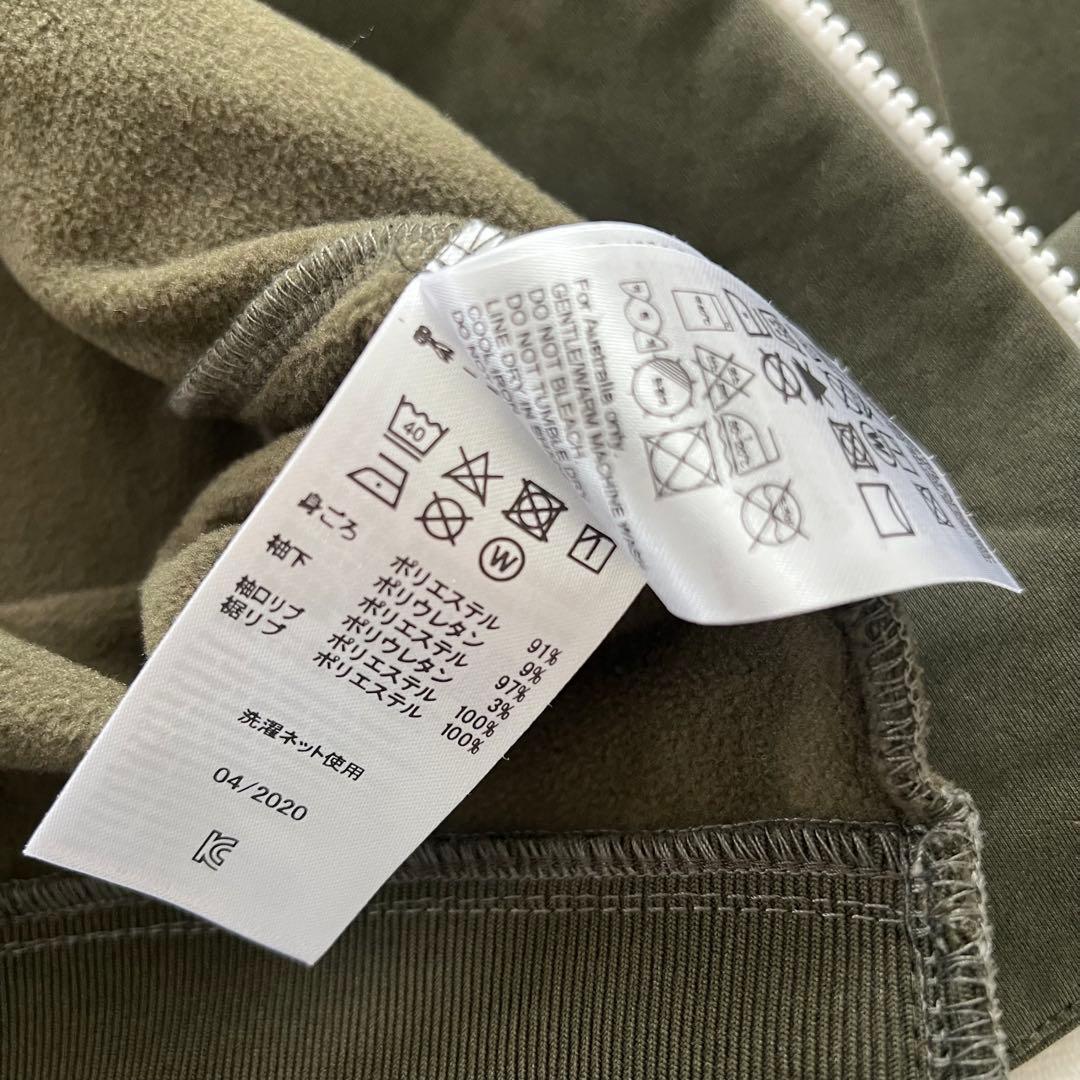 40
W
身ごろ ポリエステル 91%
ポリウレタン 9%
袖下 ポリエステル 97%
ポリウレタン 3%
袖口リブ ポリエステル 100%
裾リブ ポリエステル 100%
洗濯ネット使用
04/2020
For Australia only.
GENTLE/WARM MACHINE
DO NOT BLEACH
DO NOT TUMBLE DRY
LINE DRY IN
COOL IRON